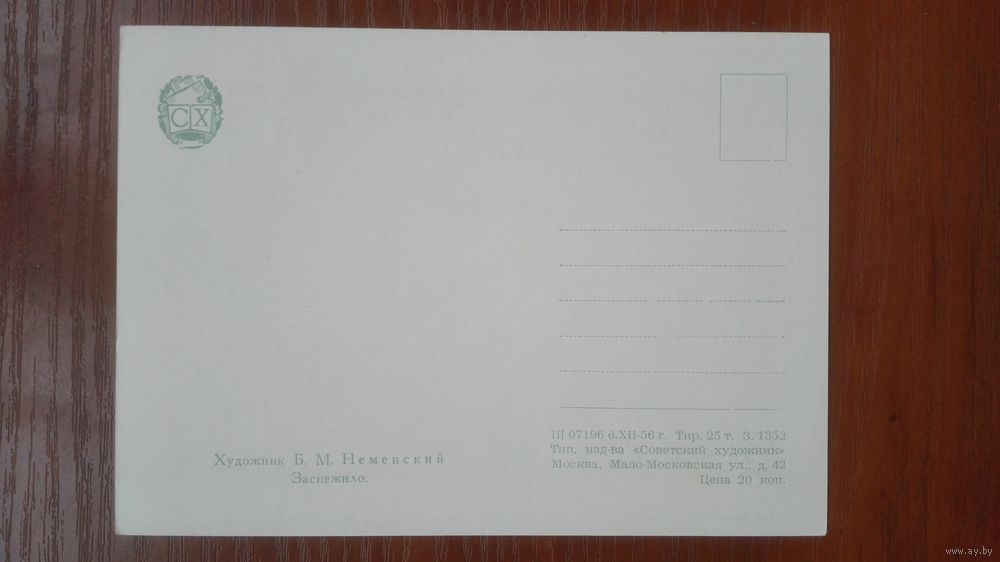 СХ
Художник Б. М. Неменский
Заснежило.
Ш 07196 6.XII-56 г. Тир. 25 т. З. 1352
Тип. изд-ва «Советский художник»
Москва, Мало-Московская ул., д. 42
Цена 20 коп.
www.ay.by